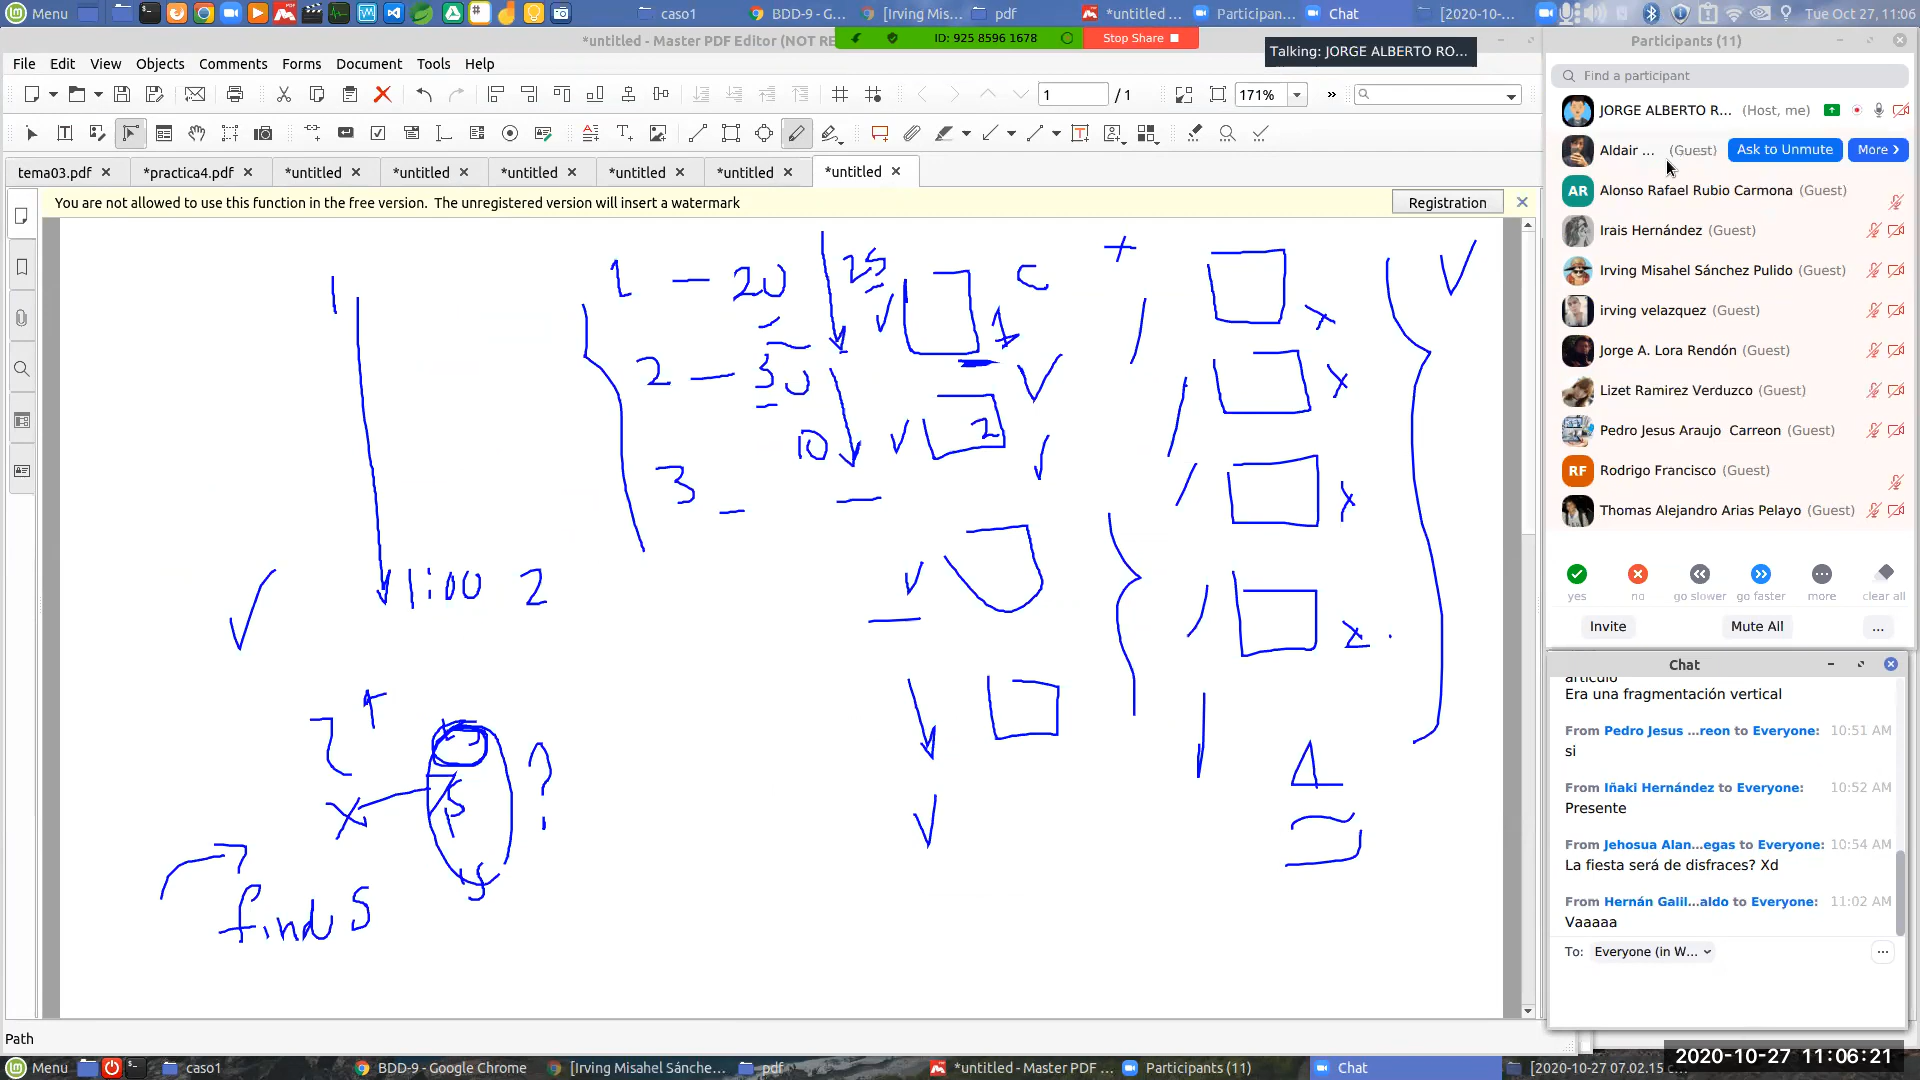 Menu
caso1
BDD-9 - G...
[Irving Mis...
pdf
*untitled ...
Participan...
Chat
[2020-10-...
Tue Oct 27, 11:06
*untitled - Master PDF Editor (NOT RE
ID: 925 8596 1678
Stop Share
Talking: JORGE ALBERTO RO...
File Edit View Objects Comments Forms Document Tools Help
1 / 1
171%
tema03.pdf
*practica4.pdf
*untitled
*untitled
*untitled
*untitled
*untitled
*untitled
You are not allowed to use this function in the free version. The unregistered version will insert a watermark
Registration
1 — 20
25
C
+
2 — 30
10
2
3
1
1
find 5
?
2
Path
Participants (11)
Find a participant
JORGE ALBERTO R... (Host, me)
Aldair ... (Guest)
Ask to Unmute
More
AR
Alonso Rafael Rubio Carmona (Guest)
Irais Hernández (Guest)
Irving Misahel Sánchez Pulido (Guest)
irving velazquez (Guest)
Jorge A. Lora Rendón (Guest)
Lizet Ramirez Verduzco (Guest)
Pedro Jesus Araujo Carreon (Guest)
RF
Rodrigo Francisco (Guest)
Thomas Alejandro Arias Pelayo (Guest)
yes no go slower go faster more clear all
Invite
Mute All
...
Chat
artículo
Era una fragmentación vertical
From Pedro Jesus ...reon to Everyone: 10:51 AM
si
From Iñaki Hernández to Everyone: 10:52 AM
Presente
From Jehosua Alan...egas to Everyone: 10:54 AM
La fiesta será de disfraces? Xd
From Hernán Galil...aldo to Everyone: 11:02 AM
Vaaaaa
To: Everyone (in W...
Menu
caso1
BDD-9 - Google Chrome
[Irving Misahel Sánche...
pdf
*untitled - Master PDF ...
Participants (11)
Chat
[2020-10-27 07.02.15 c...
2020-10-27 11:06:21